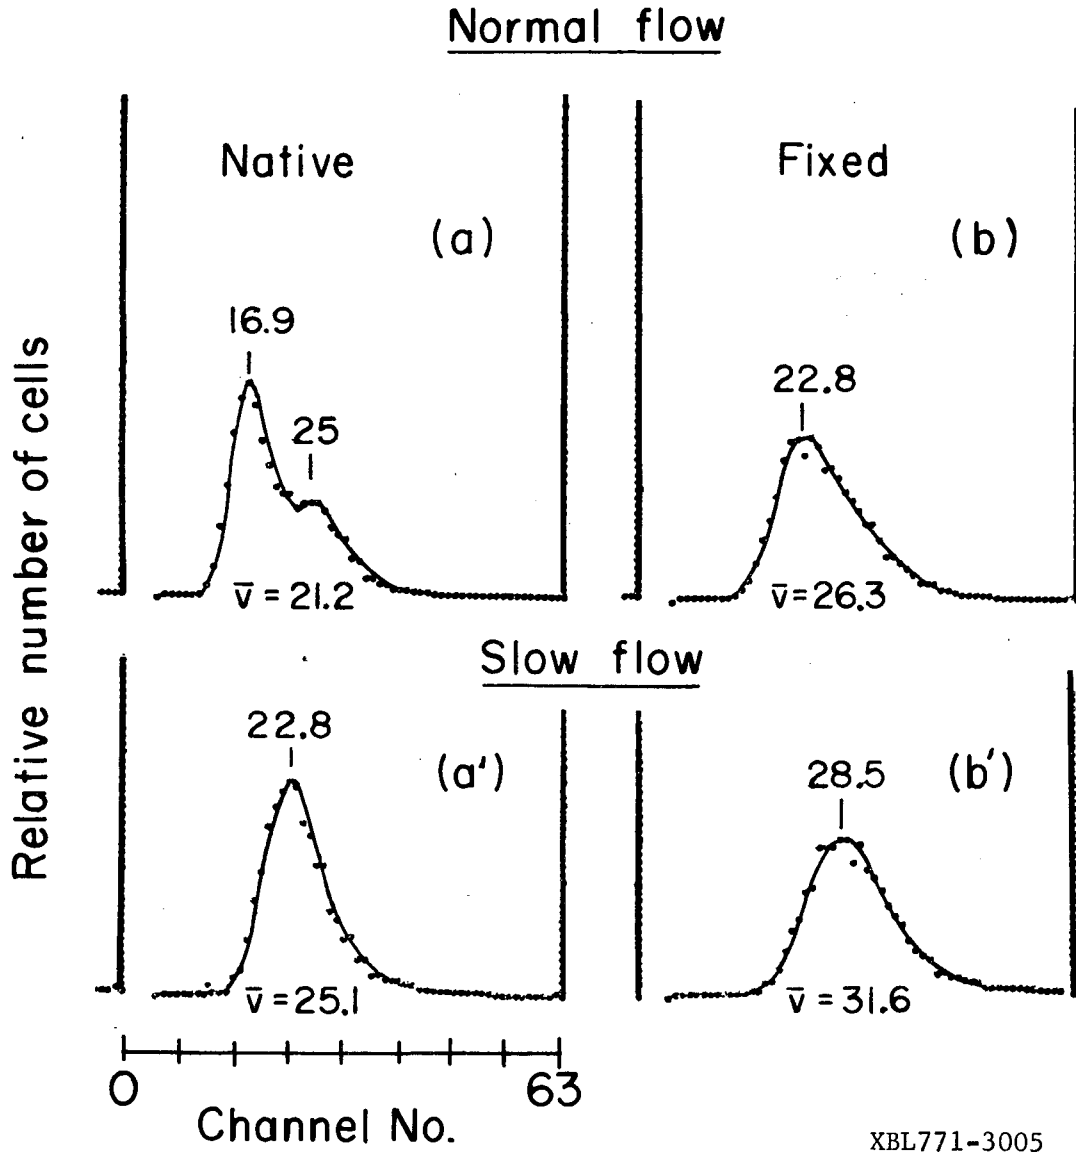 Normal flow
Native
Fixed
(a)
(b)
16.9
25
22.8
v̄ = 21.2
v̄ = 26.3
Slow flow
22.8
(a')
28.5
(b')
v̄ = 25.1
v̄ = 31.6
Relative number of cells
0
63
Channel No.
XBL771-3005